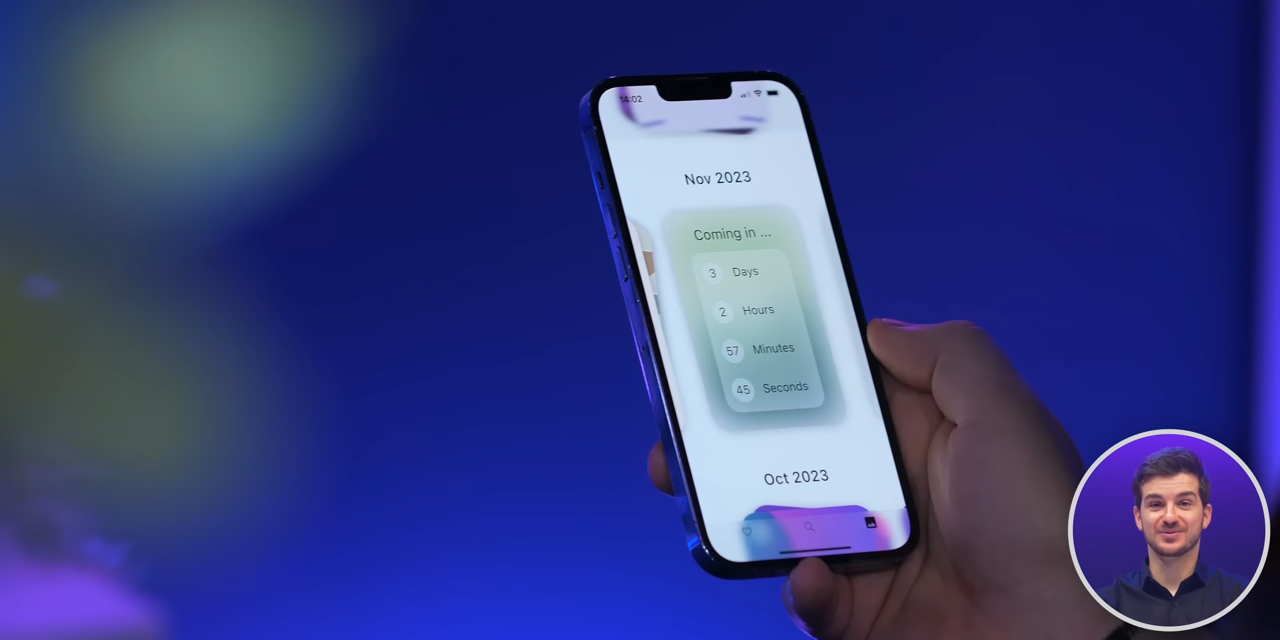 14:02
Nov 2023
Coming in ...
3 Days
2 Hours
57 Minutes
45 Seconds
Oct 2023